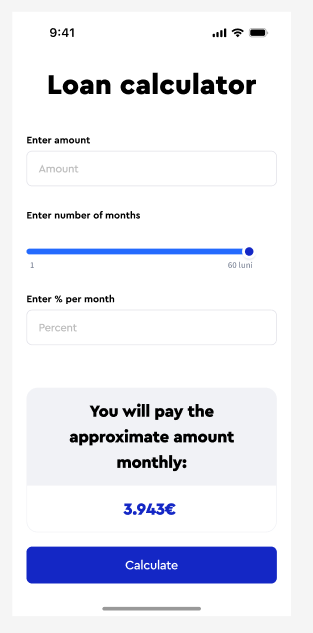 9:41
Loan calculator
Enter amount
Amount
Enter number of months
1 60 luni
Enter % per month
Percent
You will pay the
approximate amount
monthly:
3.943€
Calculate